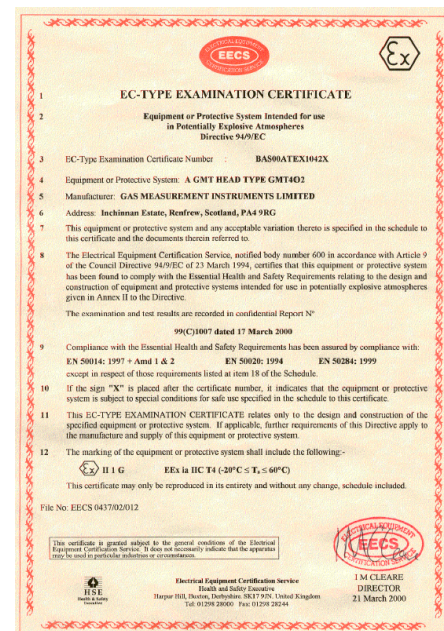 ELECTRICAL EQUIPMENT
EECS
CERTIFICATION SERVICE
Ex
1 EC-TYPE EXAMINATION CERTIFICATE
2 Equipment or Protective System Intended for use
in Potentially Explosive Atmospheres
Directive 94/9/EC
3 EC-Type Examination Certificate Number : BAS00ATEX1042X
4 Equipment or Protective System: A GMT HEAD TYPE GMT4O2
5 Manufacturer: GAS MEASUREMENT INSTRUMENTS LIMITED
6 Address: Inchinnan Estate, Renfrew, Scotland, PA4 9RG
7 This equipment or protective system and any acceptable variation thereto is specified in the schedule to
this certificate and the documents therein referred to.
8 The Electrical Equipment Certification Service, notified body number 600 in accordance with Article 9
of the Council Directive 94/9/EC of 23 March 1994, certifies that this equipment or protective system
has been found to comply with the Essential Health and Safety Requirements relating to the design and
construction of equipment and protective systems intended for use in potentially explosive atmospheres
given in Annex II to the Directive.
The examination and test results are recorded in confidential Report N°
99(C)1007 dated 17 March 2000
9 Compliance with the Essential Health and Safety Requirements has been assured by compliance with:
EN 50014: 1997 + Amd 1 & 2 EN 50020: 1994 EN 50284: 1999
except in respect of those requirements listed at item 18 of the Schedule.
10 If the sign "X" is placed after the certificate number, it indicates that the equipment or protective
system is subject to special conditions for safe use specified in the schedule to this certificate.
11 This EC-TYPE EXAMINATION CERTIFICATE relates only to the design and construction of the
specified equipment or protective system. If applicable, further requirements of this Directive apply to
the manufacture and supply of this equipment or protective system.
12 The marking of the equipment or protective system shall include the following:-
Ex II 1 G EEx ia IIC T4 (-20°C ≤ Ta ≤ 60°C)
This certificate may only be reproduced in its entirety and without any change, schedule included.
File No: EECS 0437/02/012
This certificate is granted subject to the general conditions of the Electrical
Equipment Certification Service. It does not necessarily indicate that the apparatus
may be used in particular industries or circumstances.
ELECTRICAL EQUIPMENT
EECS
CERTIFICATION SERVICE
HSE
Health & Safety
Executive
Electrical Equipment Certification Service
Health and Safety Executive
Harpur Hill, Buxton, Derbyshire. SK17 9JN. United Kingdom
Tel: 01298 28000 Fax: 01298 28244
I M CLEARE
DIRECTOR
21 March 2000